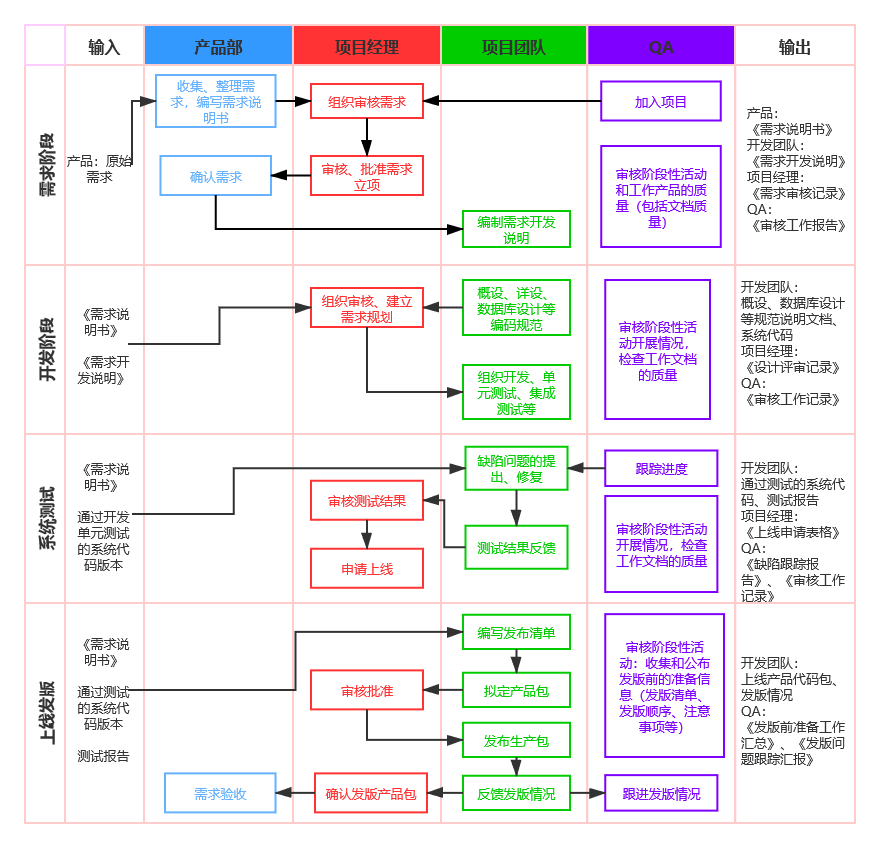 输入
产品部
项目经理
项目团队
QA
输出
需求阶段
产品：原始
需求
收集、整理需
求，编写需求说
明书
组织审核需求
加入项目
确认需求
审核、批准需求
立项
编制需求开发
说明
审核阶段性活动
和工作产品的质
量（包括文档质
量）
产品：
《需求说明书》
开发团队：
《需求开发说明》
项目经理：
《需求审核记录》
QA：
《审核工作报告》
开发阶段
《需求说
明书》
《需求开
发说明》
组织审核、建立
需求规划
概设、详设、
数据库设计等
编码规范
组织开发、单
元测试、集成
测试等
审核阶段性活
动开展情况，
检查工作文档
的质量
开发团队：
概设、数据库设计
等规范说明文档、
系统代码
项目经理：
《设计评审记录》
QA：
《审核工作记录》
系统测试
《需求说
明书》
通过开发
单元测试
的系统代
码版本
缺陷问题的提
出、修复
跟踪进度
审核测试结果
测试结果反馈
申请上线
审核阶段性活动
开展情况，检查
工作文档的质量
开发团队：
通过测试的系统代
码、测试报告
项目经理：
《上线申请表格》
QA：
《缺陷跟踪报
告》、《审核工作
记录》
上线发版
《需求说
明书》
通过测试
的系统代
码版本
测试报告
编写发布清单
审核批准
拟定产品包
发布生产包
需求验收
确认发版产品包
反馈发版情况
审核阶段性活
动：收集和公布
发版前的准备信
息（发版清单、
发版顺序、注意
事项等）
跟进发版情况
开发团队：
上线产品代码包、
发版情况
QA：
《发版前准备工作
汇总》、《发版问
题跟踪汇报》